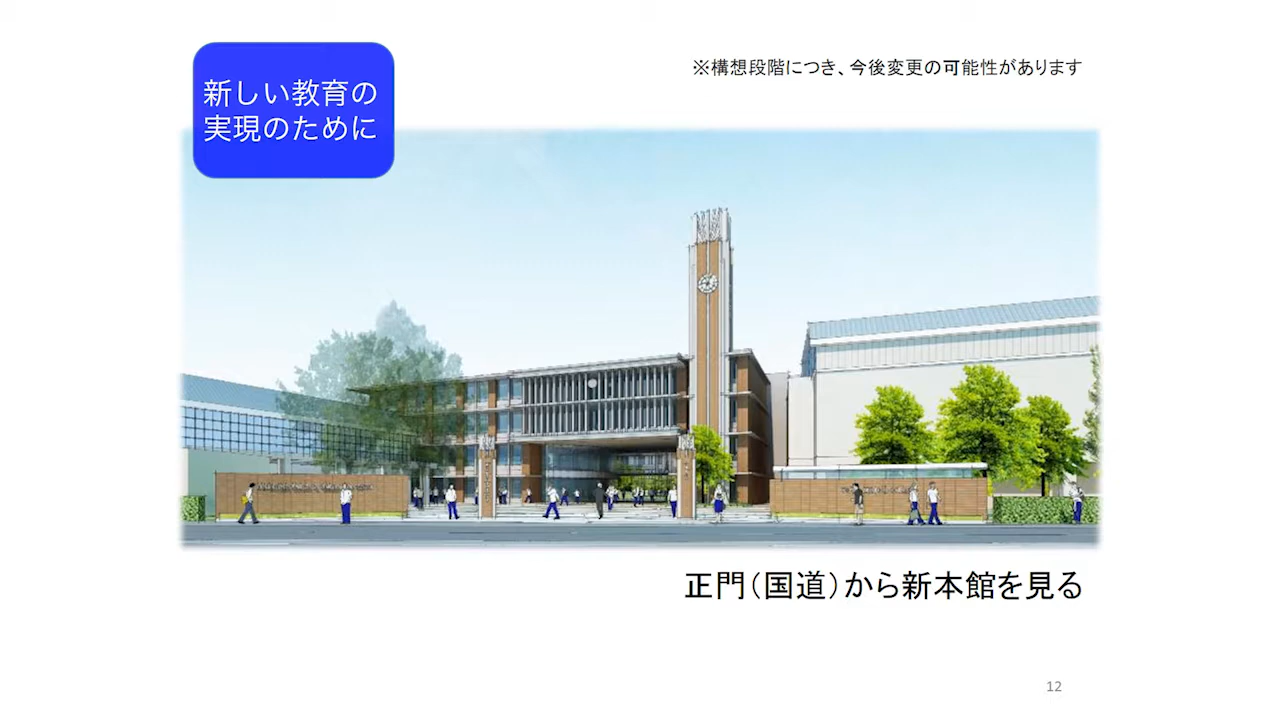 新しい教育の
実現のために
※構想段階につき、今後変更の可能性があります
正門（国道）から新本館を見る
12